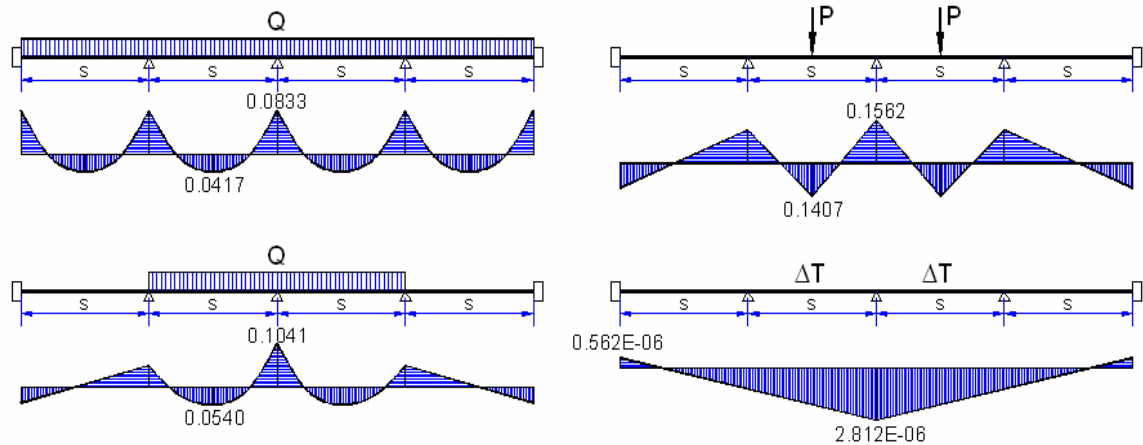 Q
S S S S
0.0833
0.0417
P P
S S S S
0.1562
0.1407
Q
S S S S
0.1041
0.0540
ΔT ΔT
S S S S
0.562E-06
2.812E-06